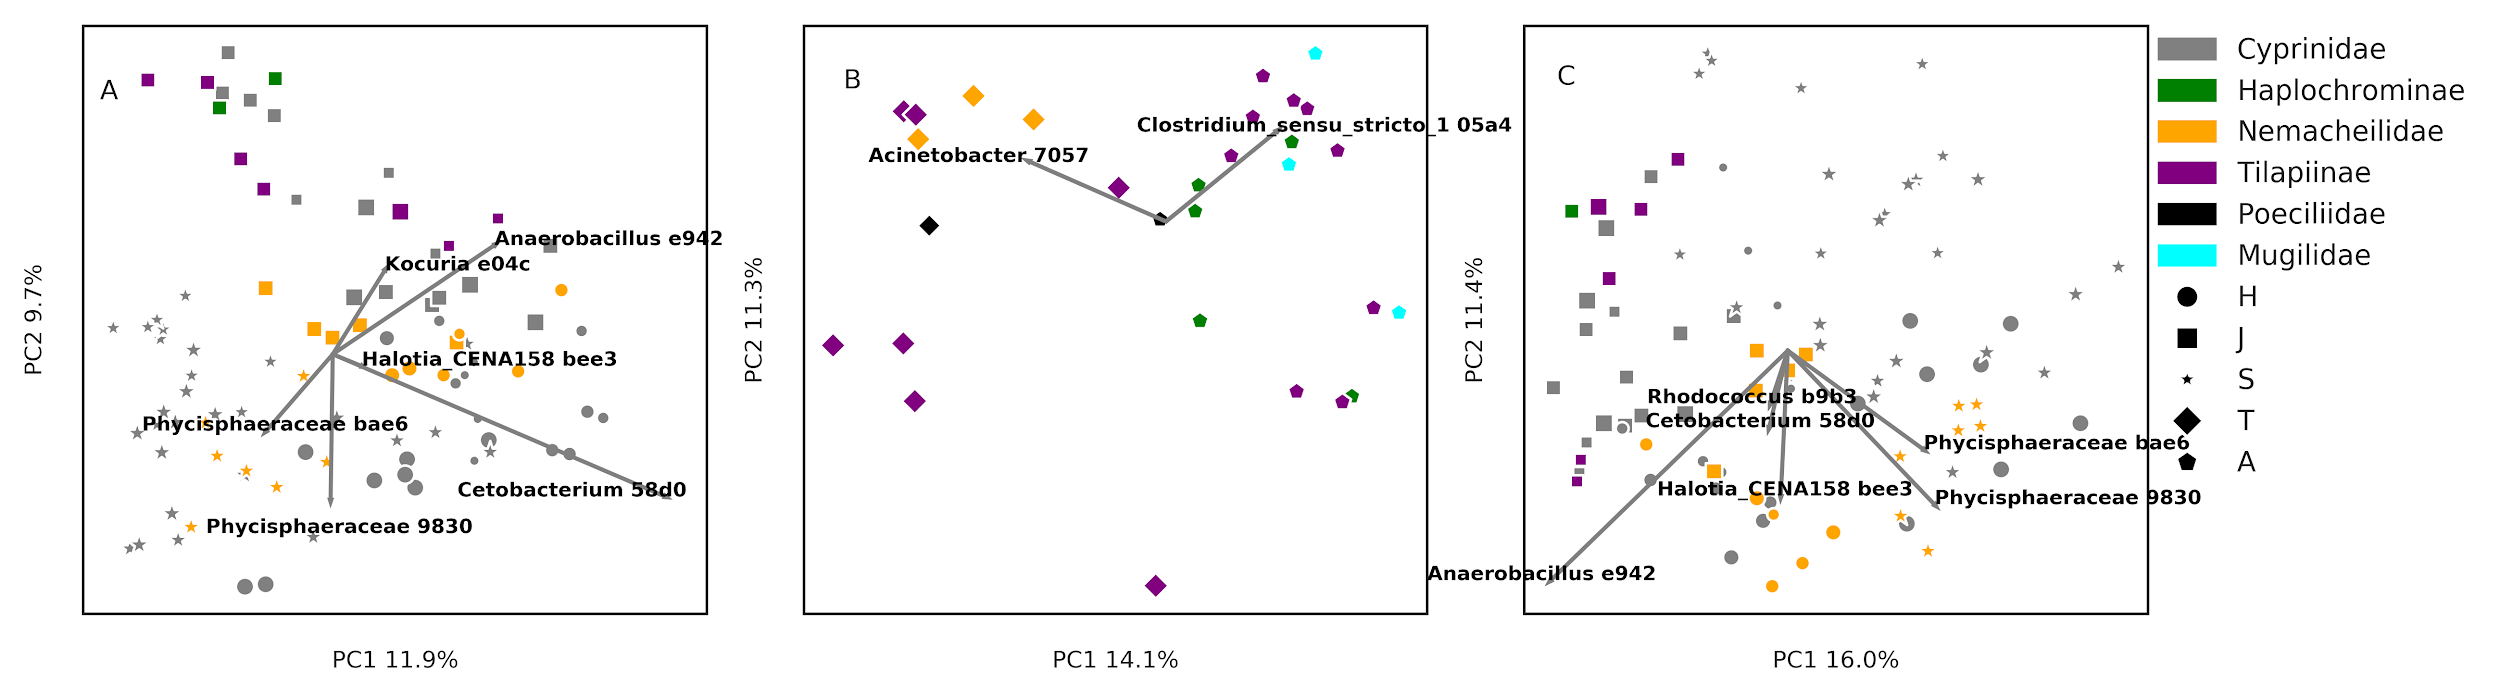 A
Anaerobacillus e942
Kocuria e04c
Halotia_CENA158 bee3
Physisphaeraceae bae6
Cetobacterium 58d0
Phycisphaeraceae 9830
PC2 9.7%
PC1 11.9%
B
Clostridium_sensu_stricto_1 05a4
Acinetobacter 7057
PC2 11.3%
PC1 14.1%
C
Rhodococcus b9b3
Cetobacterium 58d0
Phycisphaeraceae bae6
Halotia_CENA158 bee3
Phycisphaeraceae 9830
Anaerobacillus e942
PC2 11.4%
PC1 16.0%
Cyprinidae
Haplochrominae
Nemacheilidae
Tilapiinae
Poeciliidae
Mugilidae
H
J
S
T
A